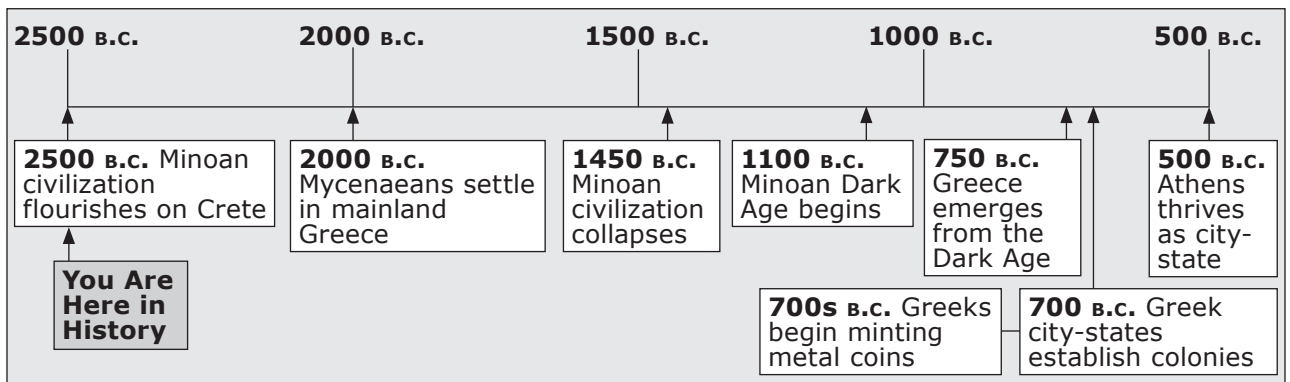 2500 B.C.
2000 B.C.
1500 B.C.
1000 B.C.
500 B.C.
2500 B.C. Minoan
civilization
flourishes on Crete
2000 B.C.
Mycenaeans settle
in mainland
Greece
1450 B.C.
Minoan
civilization
collapses
1100 B.C.
Minoan Dark
Age begins
750 B.C.
Greece
emerges
from the
Dark Age
500 B.C.
Athens
thrives
as city-
state
You Are
Here in
History
700s B.C. Greeks
begin minting
metal coins
700 B.C. Greek
city-states
establish colonies